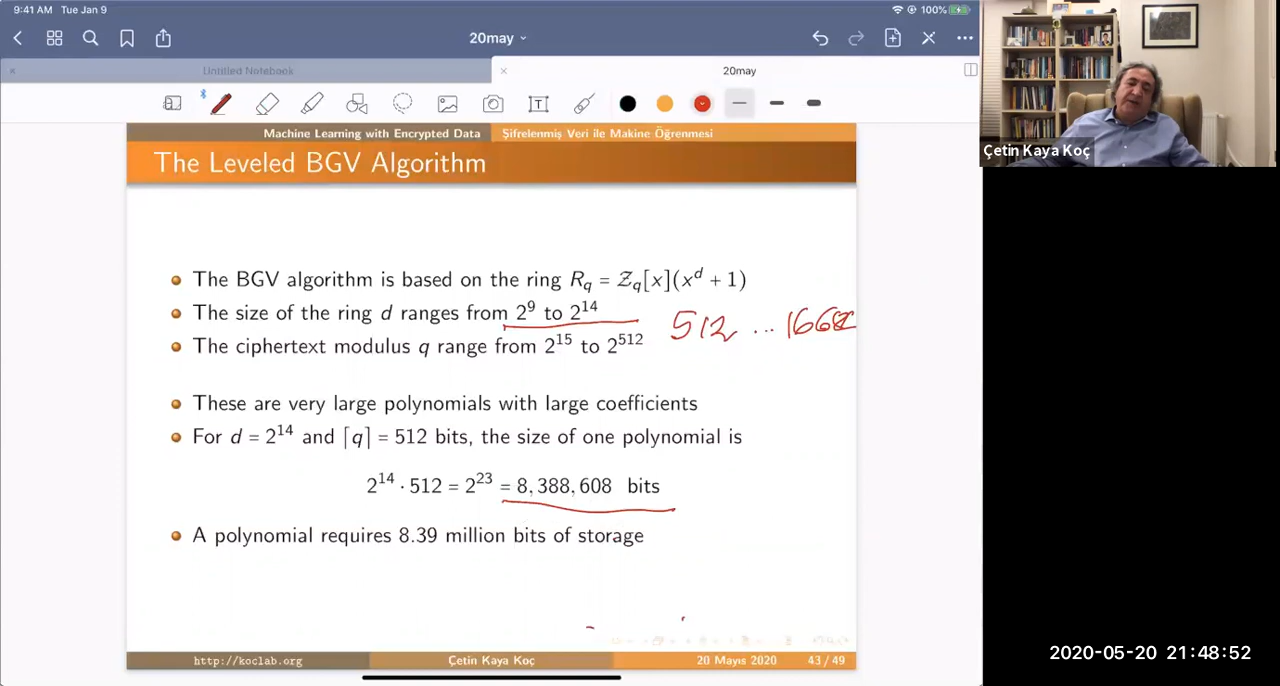 9:41 AM Tue Jan 9
100%
20may
Untitled Notebook
20may
T
Machine Learning with Encrypted Data Şifrelenmiş Veri ile Makine Öğrenmesi
The Leveled BGV Algorithm
Çetin Kaya Koç
The BGV algorithm is based on the ring R_q = Z_q[x](x^d + 1)
The size of the ring d ranges from 2^9 to 2^14
512 ...
The ciphertext modulus q range from 2^15 to 2^512
These are very large polynomials with large coefficients
For d = 2^14 and ⌈q⌉ = 512 bits, the size of one polynomial is
2^14 · 512 = 2^23 = 8, 388, 608 bits
A polynomial requires 8.39 million bits of storage
http://koclab.org Çetin Kaya Koç 20 Mayıs 2020 43 / 49
2020-05-20 21:48:52